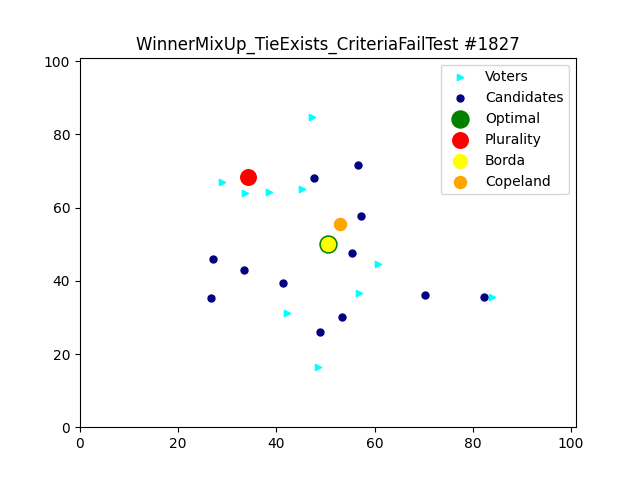 WinnerMixUp_TieExists_CriteriaFailTest #1827
100
80
60
40
20
0
0
20
40
60
80
100
Voters
Candidates
Optimal
Plurality
Borda
Copeland